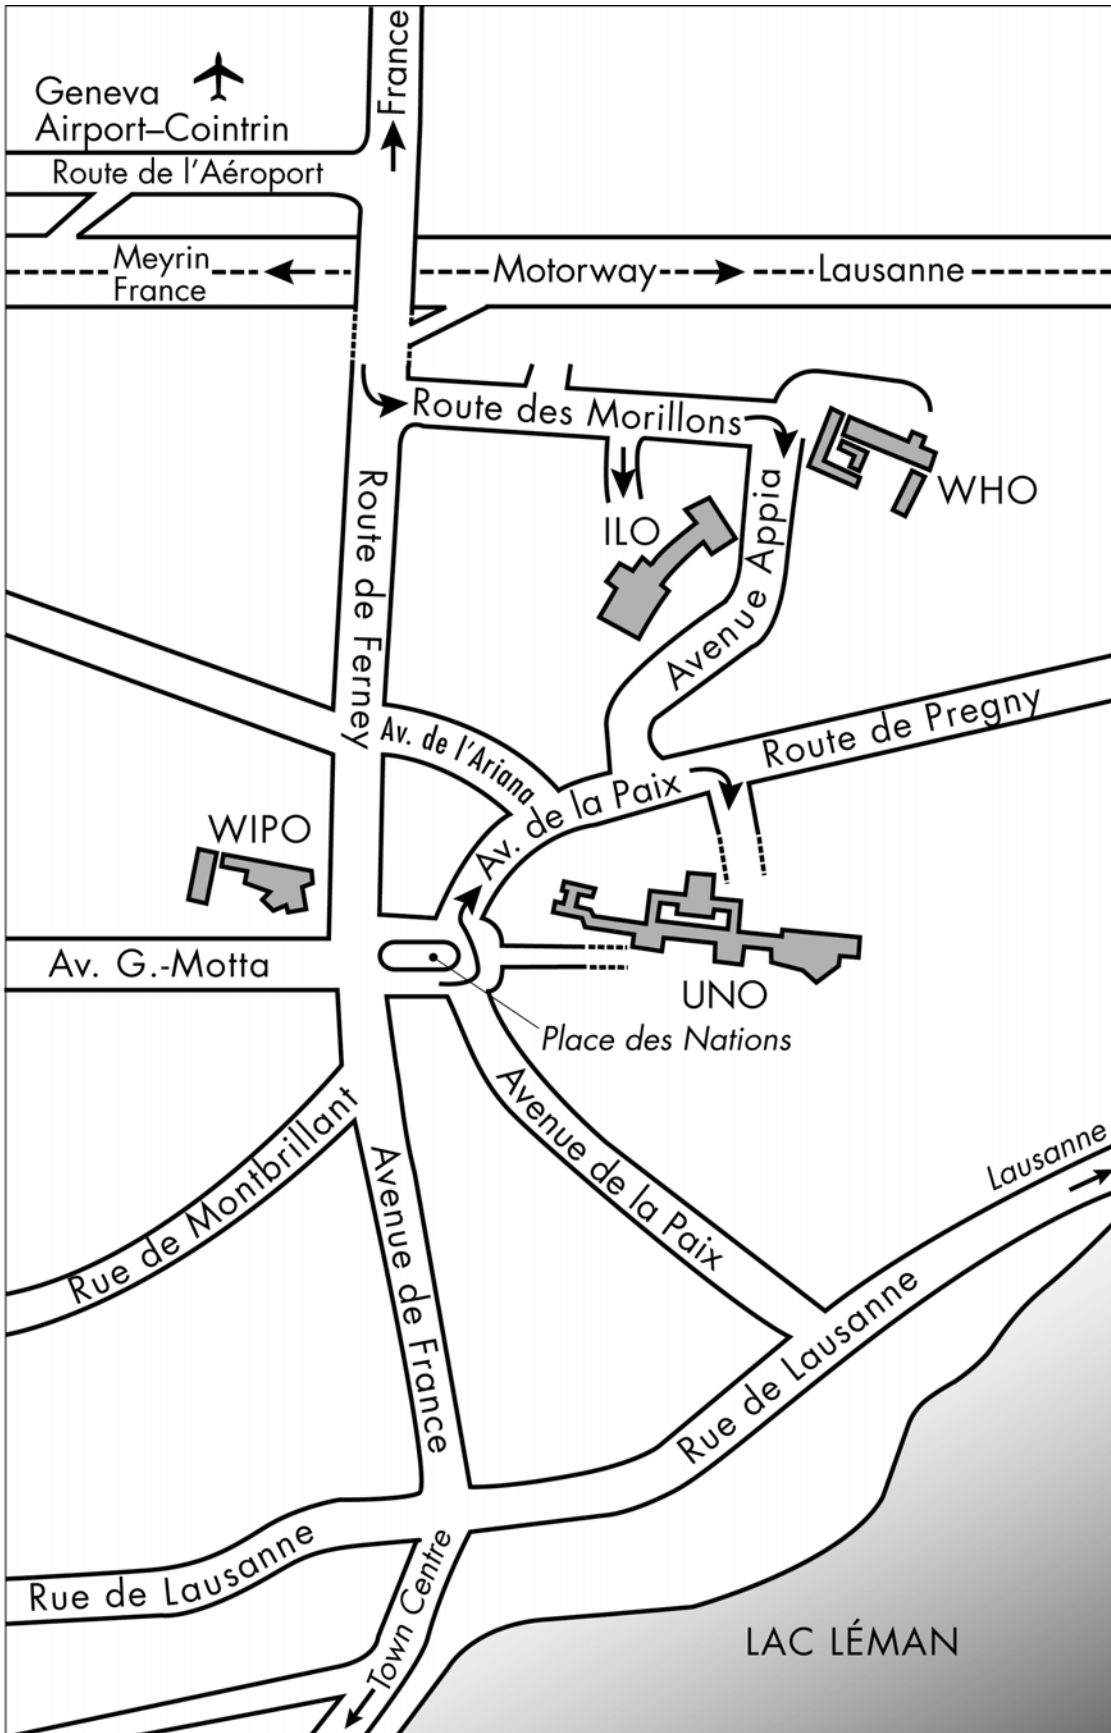 France
Geneva
Airport–Cointrin
Route de l'Aéroport
Meyrin
France
Motorway
Lausanne
Route des Morillons
WHO
ILO
Avenue Appia
Route de Ferney
Route de Pregny
Av. de l'Ariana
Av. de la Paix
WIPO
Av. G.-Motta
UNO
Place des Nations
Avenue de la Paix
Rue de Montbrillant
Avenue de France
Lausanne
Rue de Lausanne
Rue de Lausanne
Town Centre
LAC LÉMAN